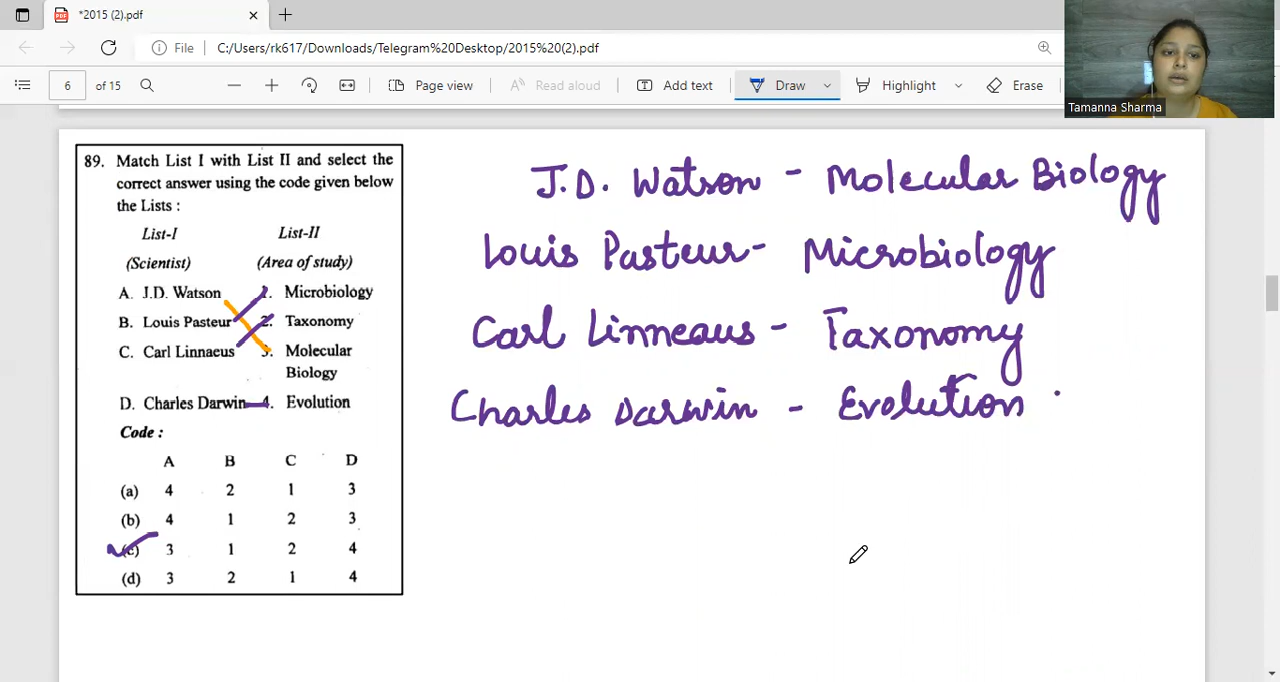 *2015 (2).pdf
File C:/Users/rk617/Downloads/Telegram%20Desktop/2015%20(2).pdf
6 of 15 Page view Read aloud Add text Draw Highlight Erase
Tamanna Sharma
89. Match List I with List II and select the
correct answer using the code given below
the Lists :
List-I List-II
(Scientist) (Area of study)
A. J.D. Watson 1. Microbiology
B. Louis Pasteur 2. Taxonomy
C. Carl Linnaeus 3. Molecular
Biology
D. Charles Darwin 4. Evolution
Code :
A B C D
(a) 4 2 1 3
(b) 4 1 2 3
(c) 3 1 2 4
(d) 3 2 1 4
J.D. Watson - Molecular Biology
Louis Pasteur - Microbiology
Carl Linneaus - Taxonomy
Charles Darwin - Evolution .